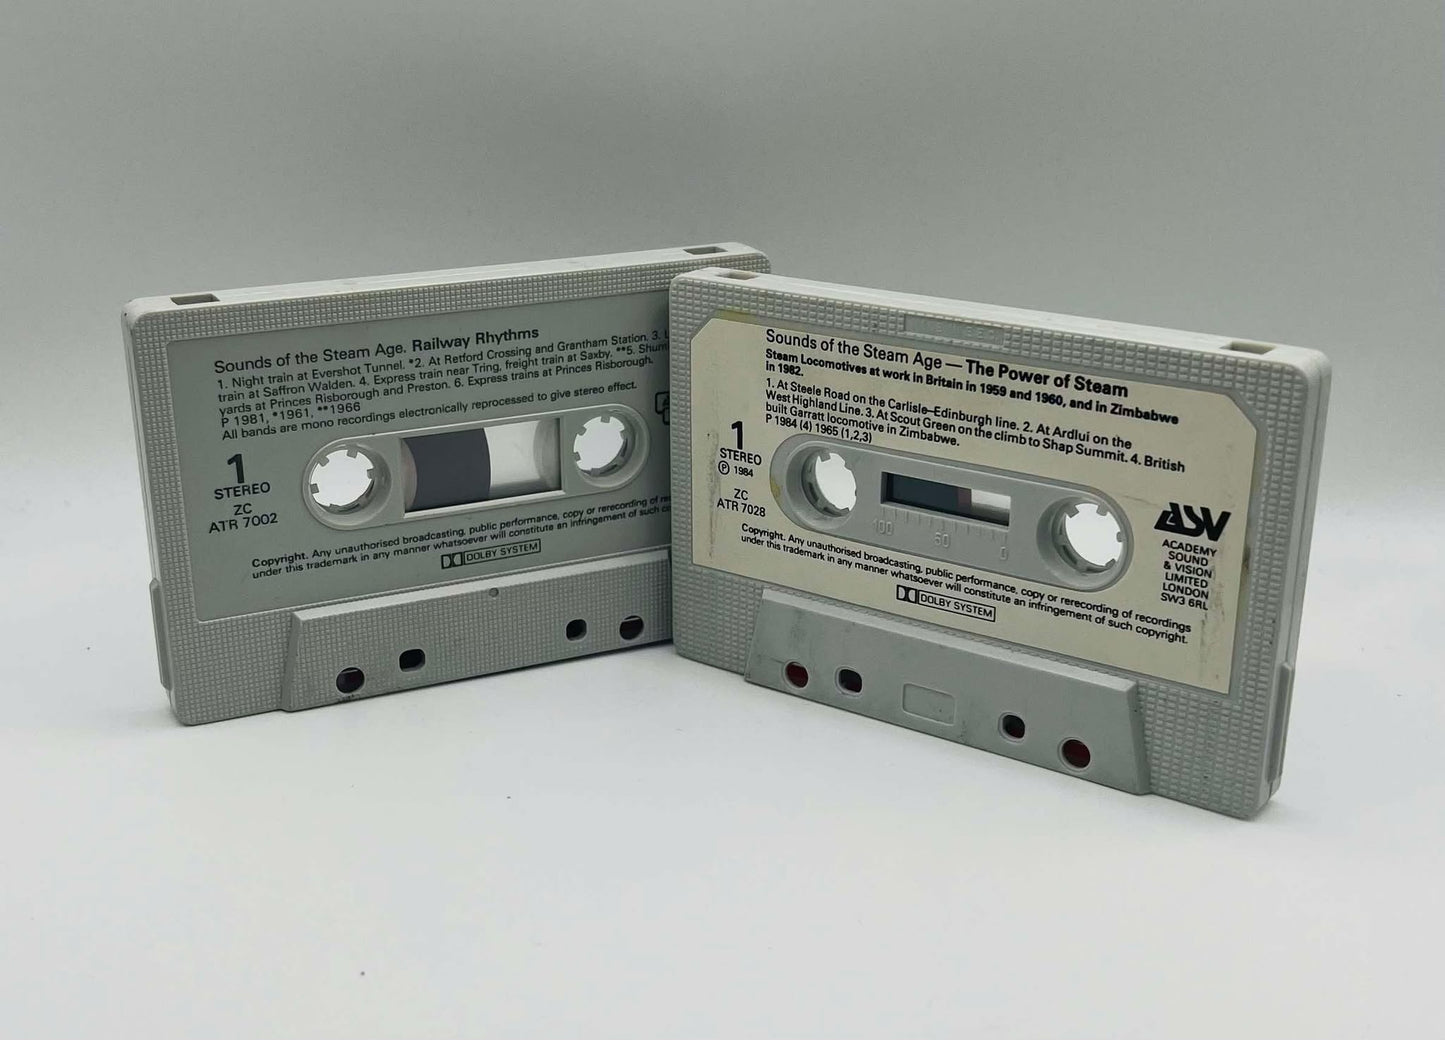 Sounds of the Steam Age. Railway Rhythms
1. Night train at Evershot Tunnel. *2. At Retford Crossing and Grantham Station. 3. L
train at Saffron Walden. 4. Express train near Tring, freight train at Saxby. **5. Shun
yards at Princes Risborough and Preston. 6. Express trains at Princes Risborough.
P 1981, *1961, **1966
All bands are mono recordings electronically reprocessed to give stereo effect.
1
STEREO
ZC
ATR 7002
Copyright. Any unauthorised broadcasting, public performance, copy or rerecording of re
under this trademark in any manner whatsoever will constitute an infringement of such co
DOLBY SYSTEM
Sounds of the Steam Age — The Power of Steam
Steam Locomotives at work in Britain in 1959 and 1960, and in Zimbabwe
in 1982.
1. At Steele Road on the Carlisle–Edinburgh line. 2. At Ardlui on the
West Highland Line. 3. At Scout Green on the climb to Shap Summit. 4. British
built Garratt locomotive in Zimbabwe.
P 1984 (4) 1965 (1,2,3)
1
STEREO
Ⓟ 1984
ZC
ATR 7028
100 50 0
ASV
ACADEMY
SOUND
& VISION
LIMITED
LONDON
SW3 6RL
Copyright. Any unauthorised broadcasting, public performance, copy or rerecording of recordings
under this trademark in any manner whatsoever will constitute an infringement of such copyright.
DOLBY SYSTEM